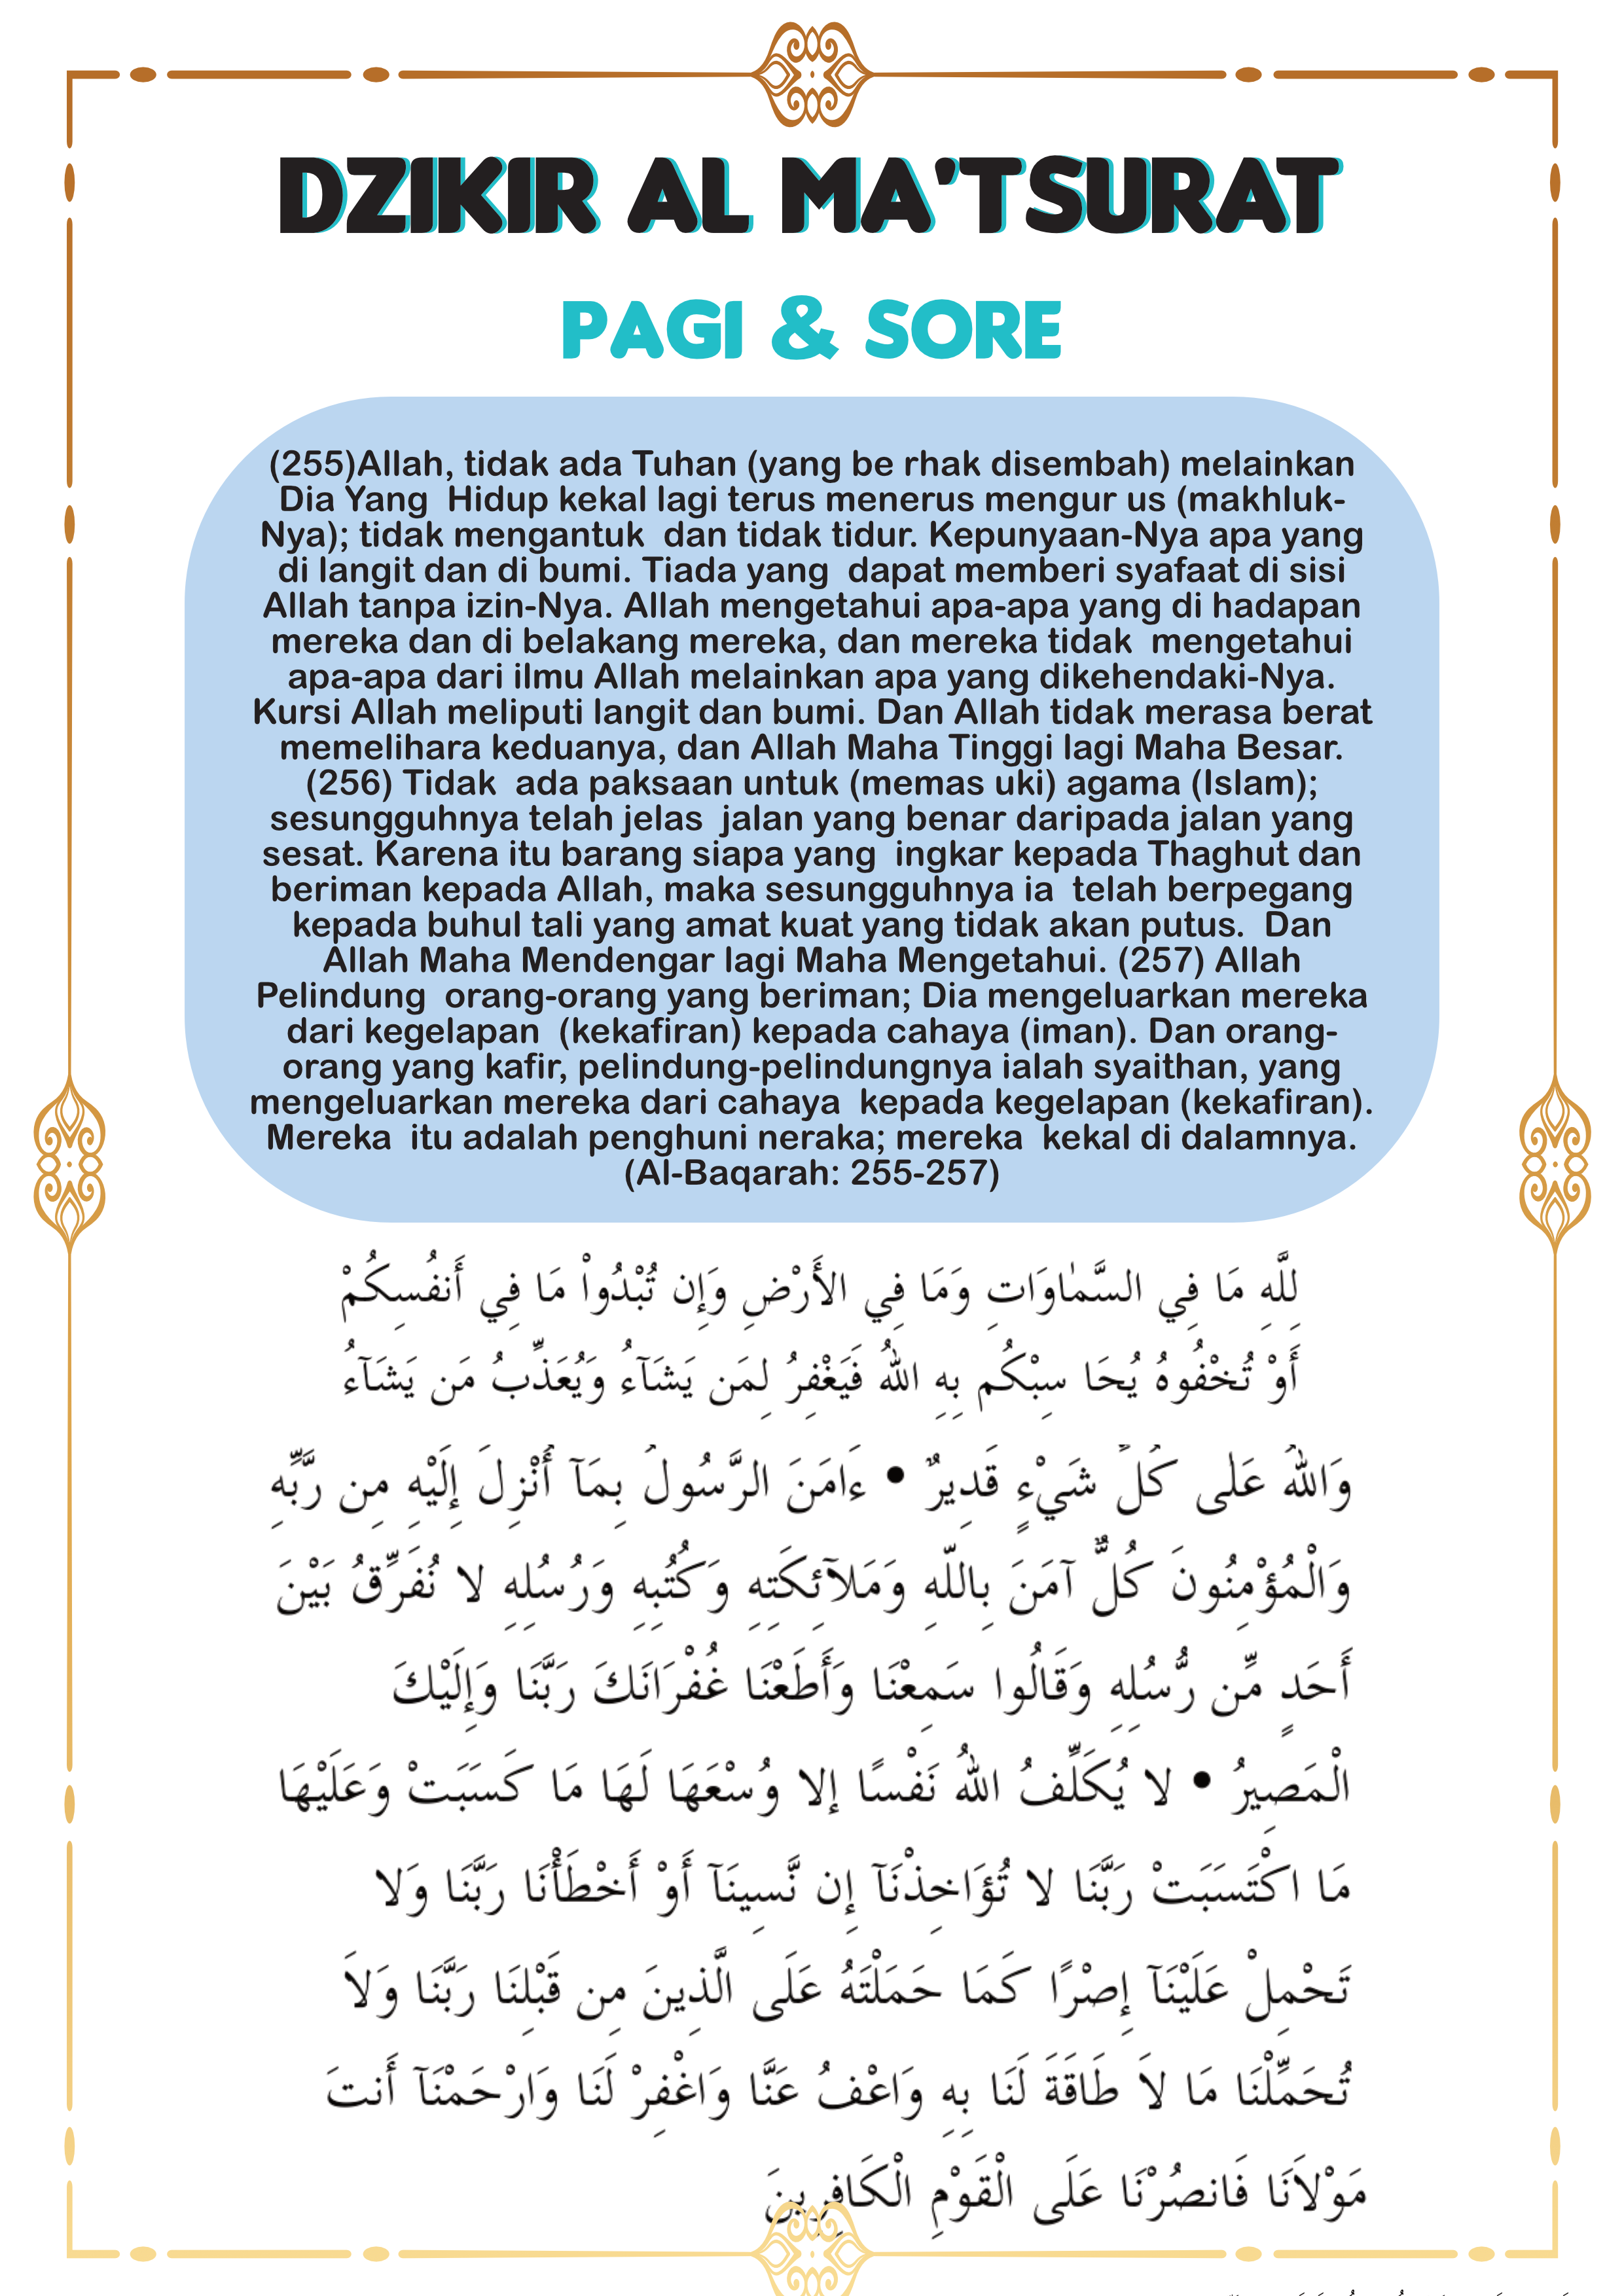 DZIKIR AL MA'TSURAT
PAGI & SORE
(255)Allah, tidak ada Tuhan (yang be rhak disembah) melainkan
Dia Yang  Hidup kekal lagi terus menerus mengur us (makhluk-
Nya); tidak mengantuk  dan tidak tidur. Kepunyaan-Nya apa yang
di langit dan di bumi. Tiada yang  dapat memberi syafaat di sisi
Allah tanpa izin-Nya. Allah mengetahui apa-apa yang di hadapan
mereka dan di belakang mereka, dan mereka tidak  mengetahui
apa-apa dari ilmu Allah melainkan apa yang dikehendaki-Nya.
Kursi Allah meliputi langit dan bumi. Dan Allah tidak merasa berat
memelihara keduanya, dan Allah Maha Tinggi lagi Maha Besar.
(256) Tidak  ada paksaan untuk (memas uki) agama (Islam);
sesungguhnya telah jelas  jalan yang benar daripada jalan yang
sesat. Karena itu barang siapa yang  ingkar kepada Thaghut dan
beriman kepada Allah, maka sesungguhnya ia  telah berpegang
kepada buhul tali yang amat kuat yang tidak akan putus.  Dan
Allah Maha Mendengar lagi Maha Mengetahui. (257) Allah
Pelindung  orang-orang yang beriman; Dia mengeluarkan mereka
dari kegelapan  (kekafiran) kepada cahaya (iman). Dan orang-
orang yang kafir, pelindung-pelindungnya ialah syaithan, yang
mengeluarkan mereka dari cahaya  kepada kegelapan (kekafiran).
Mereka  itu adalah penghuni neraka; mereka  kekal di dalamnya.
(Al-Baqarah: 255-257)
لِلَّهِ مَا فِي السَّمٰاوَاتِ وَمَا فِي الأَرْضِ وَإِن تُبْدُواْ مَا فِي أَنفُسِكُمْ
أَوْ تُخْفُوهُ يُحَا سِبْكُم بِهِ اللهُ فَيَغْفِرُ لِمَن يَشَآءُ وَيُعَذِّبُ مَن يَشَآءُ
وَاللهُ عَلٰى كُلِّ شَيْءٍ قَدِيرٌ • ءَامَنَ الرَّسُولُ بِمَآ أُنْزِلَ إِلَيْهِ مِن رَّبِّهِ
وَالْمُؤْمِنُونَ كُلٌّ آمَنَ بِاللّهِ وَمَلآئِكَتِهِ وَكُتُبِهِ وَرُسُلِهِ لا نُفَرِّقُ بَيْنَ
أَحَدٍ مِّن رُّسُلِهِ وَقَالُوا سَمِعْنَا وَأَطَعْنَا غُفْرَانَكَ رَبَّنَا وَإِلَيْكَ
الْمَصِيرُ • لا يُكَلِّفُ اللهُ نَفْسًا إلا وُسْعَهَا لَهَا مَا كَسَبَتْ وَعَلَيْهَا
مَا اكْتَسَبَتْ رَبَّنَا لا تُؤَاخِذْنَآ إِن نَّسِينَآ أَوْ أَخْطَأْنَا رَبَّنَا وَلا
تَحْمِلْ عَلَيْنَآ إِصْرًا كَمَا حَمَلْتَهُ عَلَى الَّذِينَ مِن قَبْلِنَا رَبَّنَا وَلاَ
تُحَمِّلْنَا مَا لاَ طَاقَةَ لَنَا بِهِ وَاعْفُ عَنَّا وَاغْفِرْ لَنَا وَارْحَمْنَآ أَنتَ
مَوْلاَنَا فَانصُرْنَا عَلَى الْقَوْمِ الْكَافِرِينَ